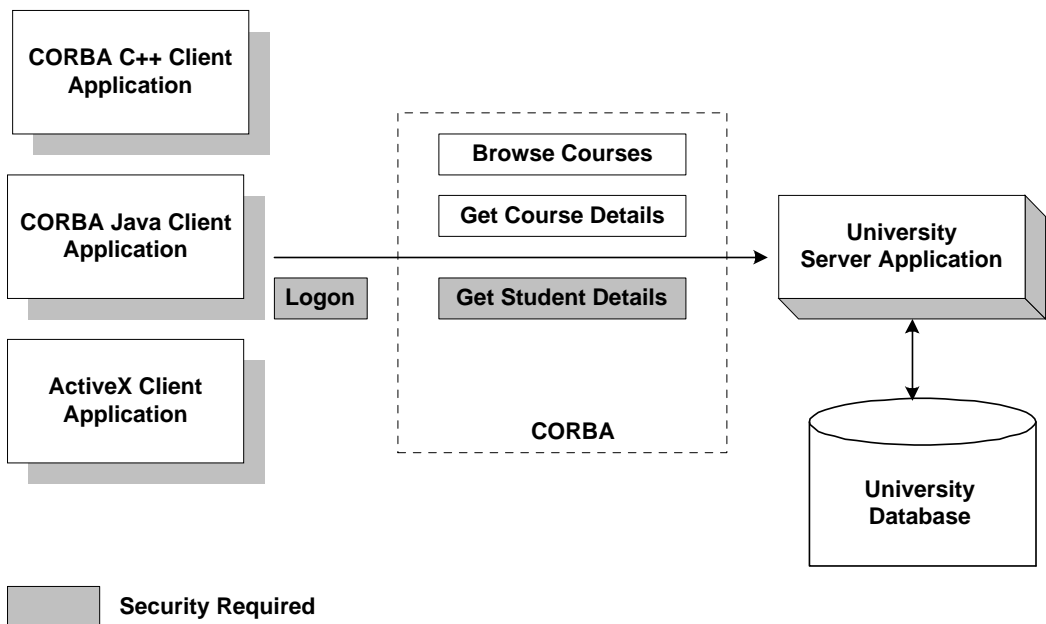 CORBA C++ Client
Application
CORBA Java Client
Application
ActiveX Client
Application
Logon
Browse Courses
Get Course Details
Get Student Details
CORBA
University
Server Application
University
Database
Security Required